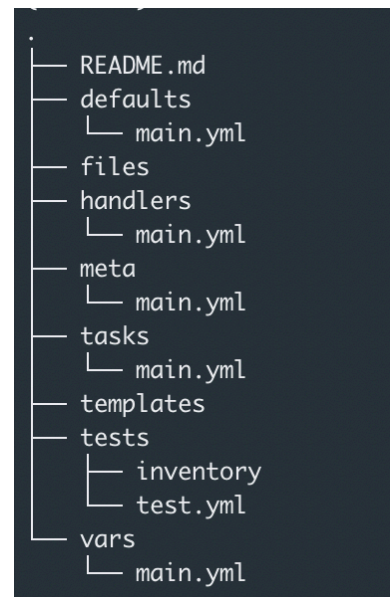 .
├── README.md
├── defaults
│   └── main.yml
├── files
├── handlers
│   └── main.yml
├── meta
│   └── main.yml
├── tasks
│   └── main.yml
├── templates
├── tests
│   ├── inventory
│   └── test.yml
└── vars
    └── main.yml